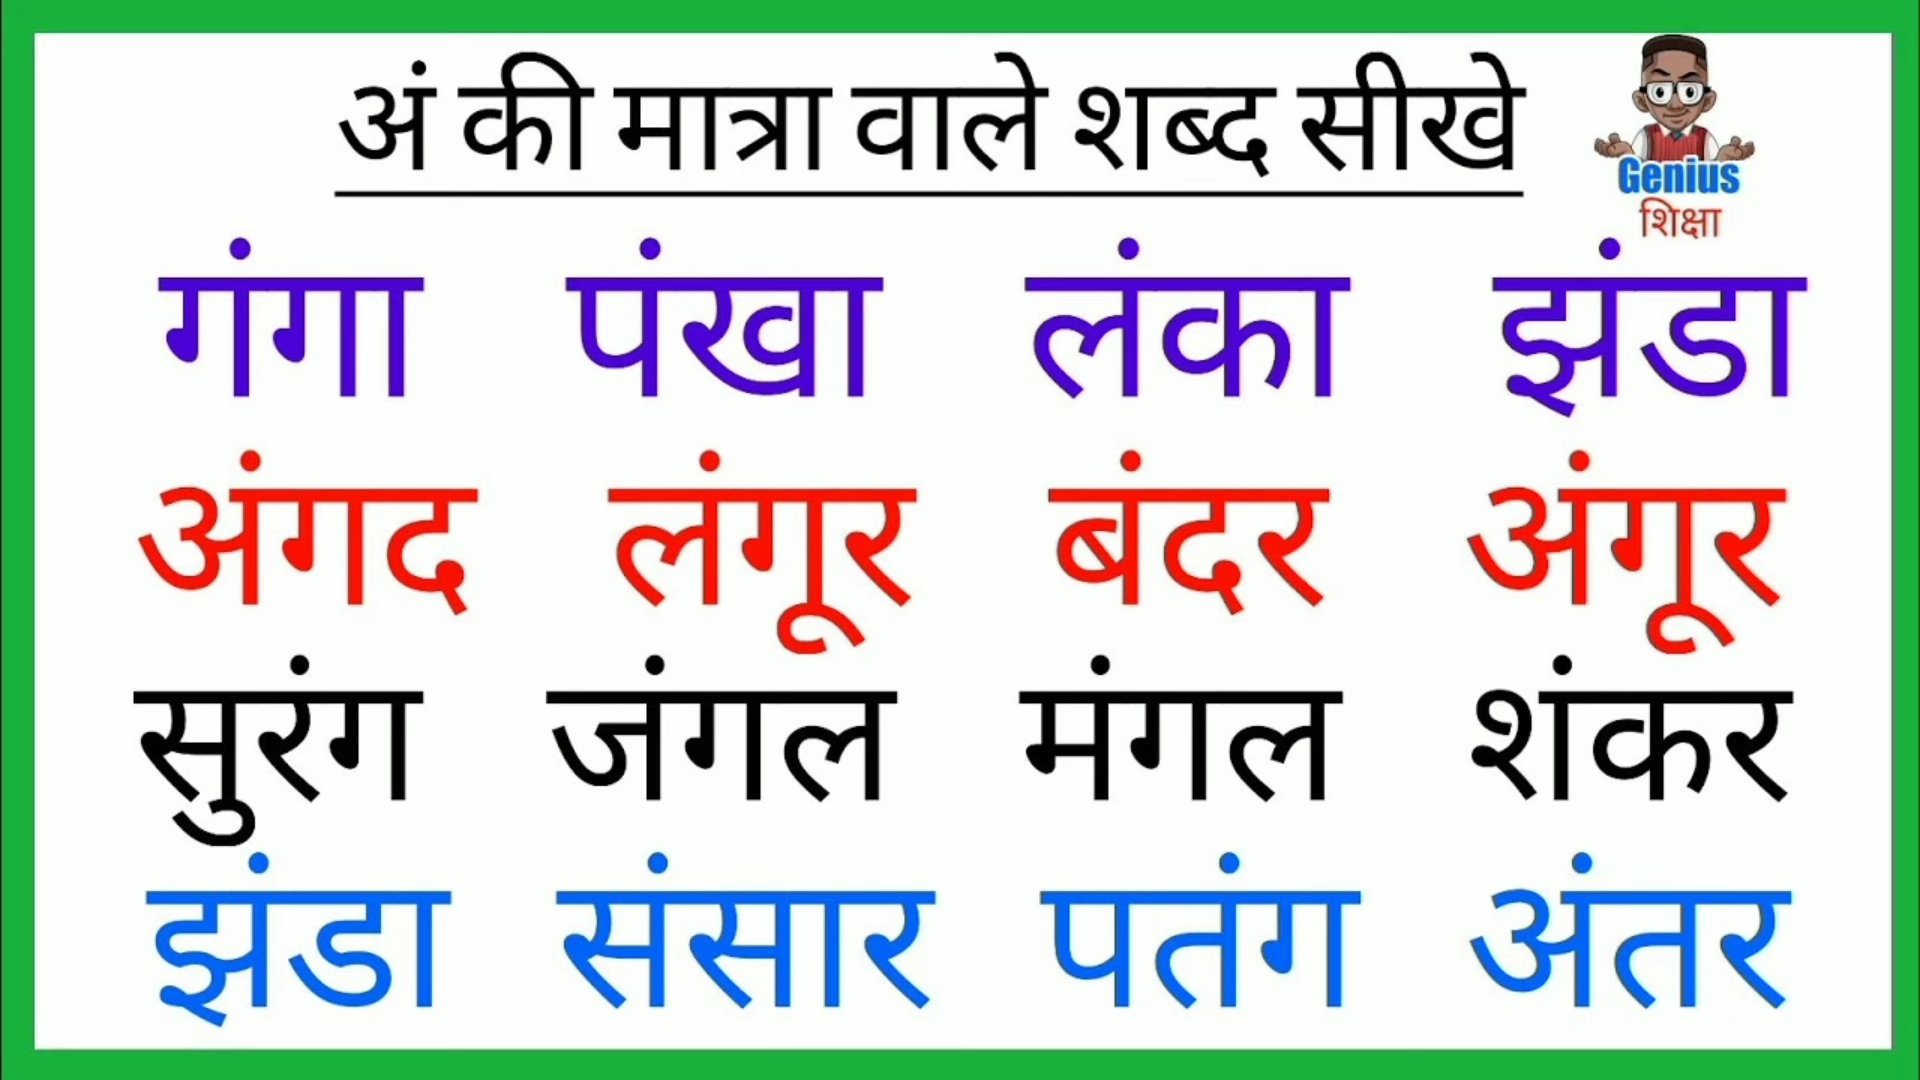 अं की मात्रा वाले शब्द सीखे
Genius
शिक्षा
गंगा पंखा लंका झंडा
अंगद लंगूर बंदर अंगूर
सुरंग जंगल मंगल शंकर
झंडा संसार पतंग अंतर